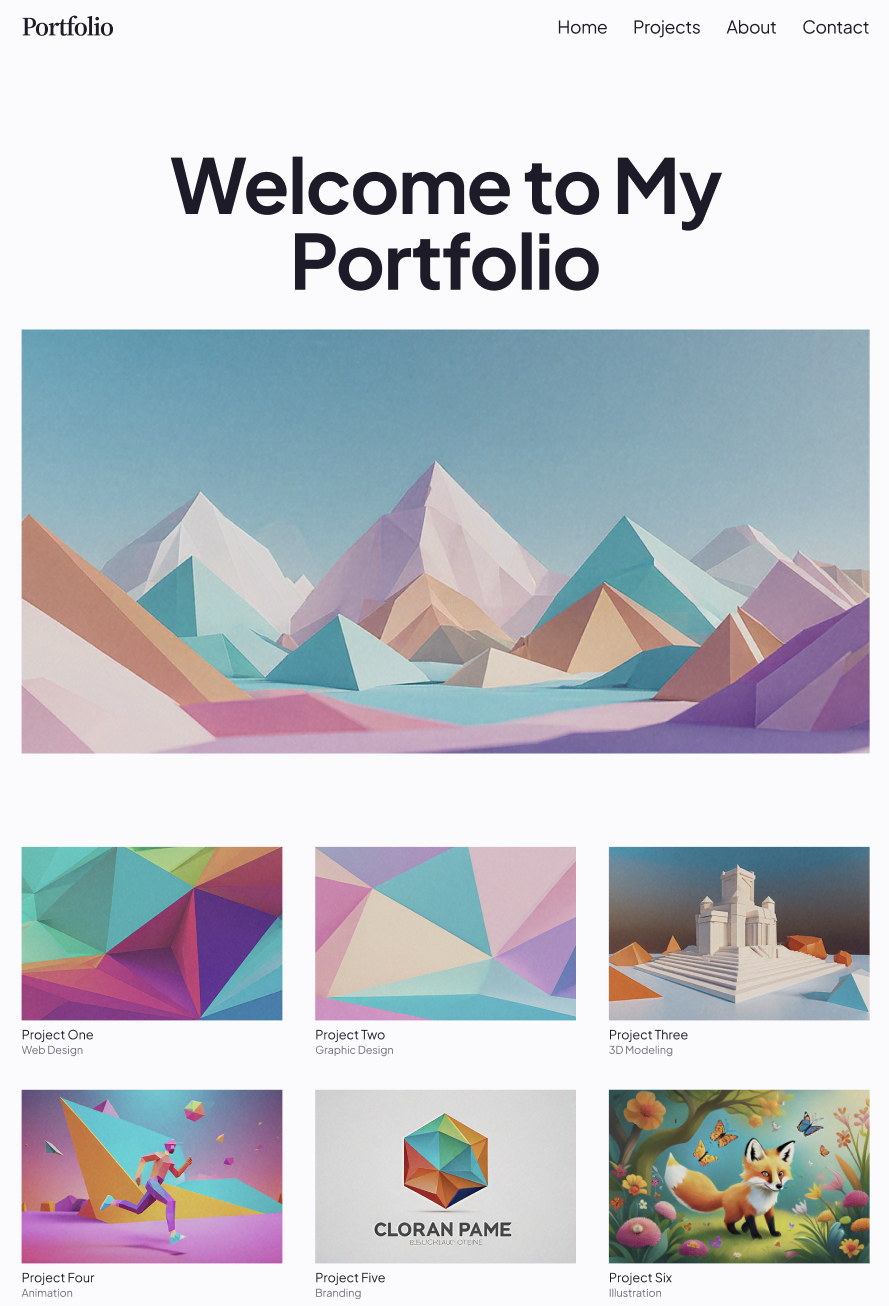 Portfolio
Home Projects About Contact
Welcome to My
Portfolio
Project One
Web Design
Project Two
Graphic Design
Project Three
3D Modeling
CLORAN PAME
Project Four
Animation
Project Five
Branding
Project Six
Illustration